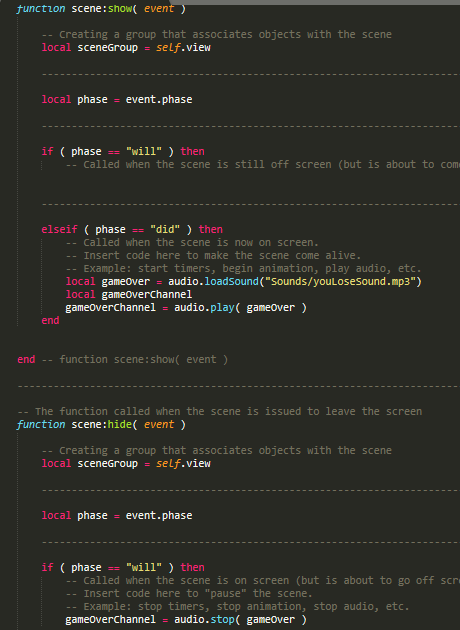 function scene:show( event )
-- Creating a group that associates objects with the scene
local sceneGroup = self.view
--------------------------------------------------------------------
local phase = event.phase
--------------------------------------------------------------------
if ( phase == "will" ) then
-- Called when the scene is still off screen (but is about to com
--------------------------------------------------------------------
elseif ( phase == "did" ) then
-- Called when the scene is now on screen.
-- Insert code here to make the scene come alive.
-- Example: start timers, begin animation, play audio, etc.
local gameOver = audio.loadSound("Sounds/youLoseSound.mp3")
local gameOverChannel
gameOverChannel = audio.play( gameOver )
end
end -- function scene:show( event )
------------------------------------------------------------------------
-- The function called when the scene is issued to leave the screen
function scene:hide( event )
-- Creating a group that associates objects with the scene
local sceneGroup = self.view
--------------------------------------------------------------------
local phase = event.phase
--------------------------------------------------------------------
if ( phase == "will" ) then
-- Called when the scene is on screen (but is about to go off scr
-- Insert code here to "pause" the scene.
-- Example: stop timers, stop animation, stop audio, etc.
gameOverChannel = audio.stop( gameOver )